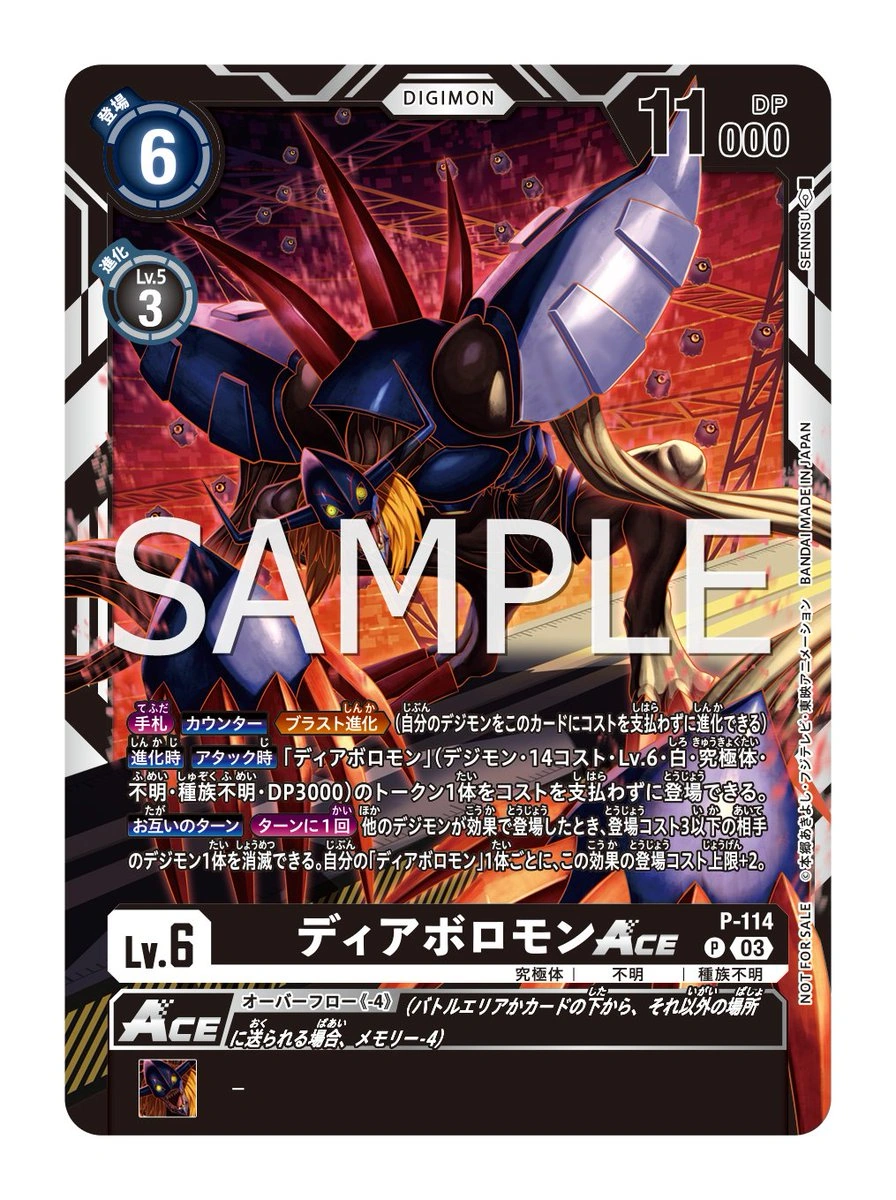 登場
6
DIGIMON
11000
DP
進化
Lv.5
3
SENNSU
SAMPLE
手札 カウンター ブラスト進化 (自分のデジモンをこのカードにコストを支払わずに進化できる)
進化時 アタック時 「ディアボロモン」(デジモン・14コスト・Lv.6・白・究極体・
不明・種族不明・DP3000)のトークン1体をコストを支払わずに登場できる。
お互いのターン ターンに1回 他のデジモンが効果で登場したとき、登場コスト3以下の相手
のデジモン1体を消滅できる。自分の「ディアボロモン」1体ごとに、この効果の登場コスト上限+2。
©本郷あきよし・フジテレビ・東映アニメーション BANDAI MADE IN JAPAN
NOT FOR SALE
P-114
Lv.6
ディアボロモンACE
P 03
究極体 | 不明 | 種族不明
ACE
オーバーフロー《-4》 (バトルエリアかカードの下から、それ以外の場所
に送られる場合、メモリー-4)
–